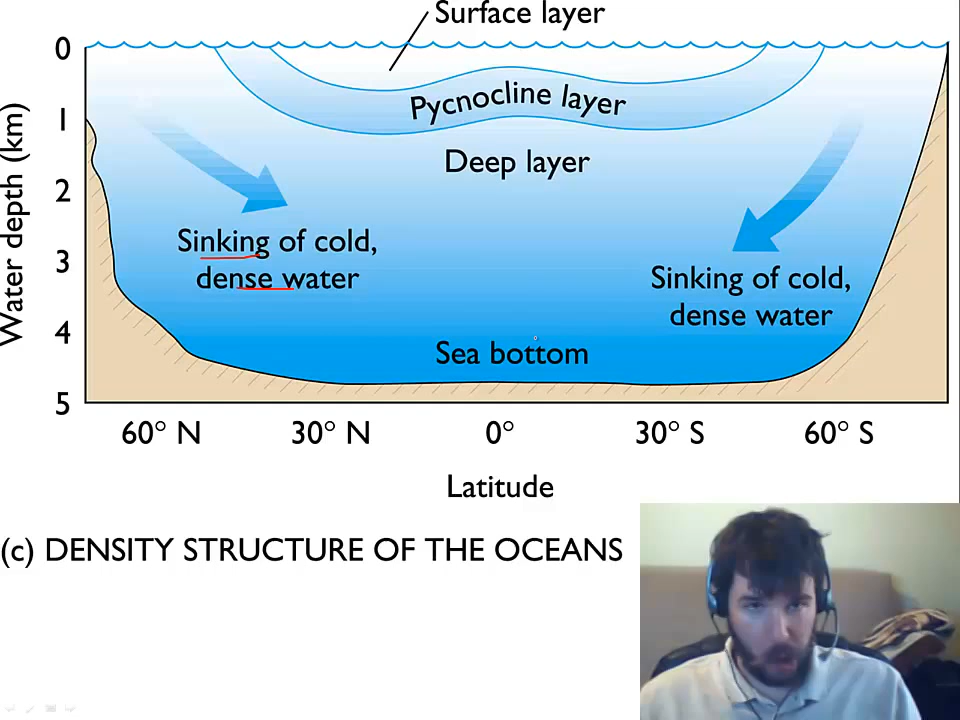 Surface layer
0
Pycnocline layer
1
Deep layer
2
Water depth (km)
Sinking of cold,
dense water
3
Sinking of cold,
dense water
4
Sea bottom
5
60° N 30° N 0° 30° S 60° S
Latitude
(c) DENSITY STRUCTURE OF THE OCEANS